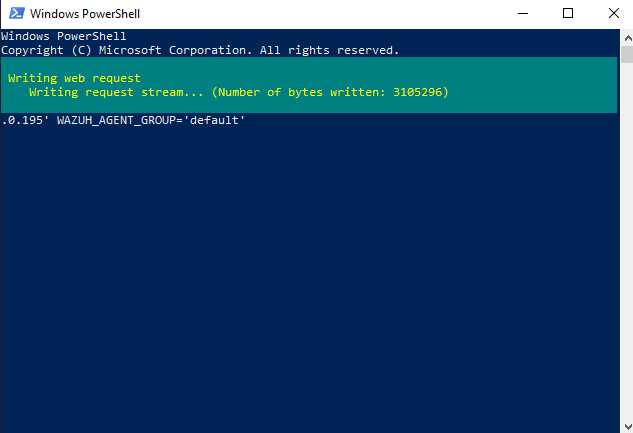 Windows PowerShell
Windows PowerShell
Copyright (C) Microsoft Corporation. All rights reserved.
Writing web request
Writing request stream... (Number of bytes written: 3105296)
.0.195' WAZUH_AGENT_GROUP='default'